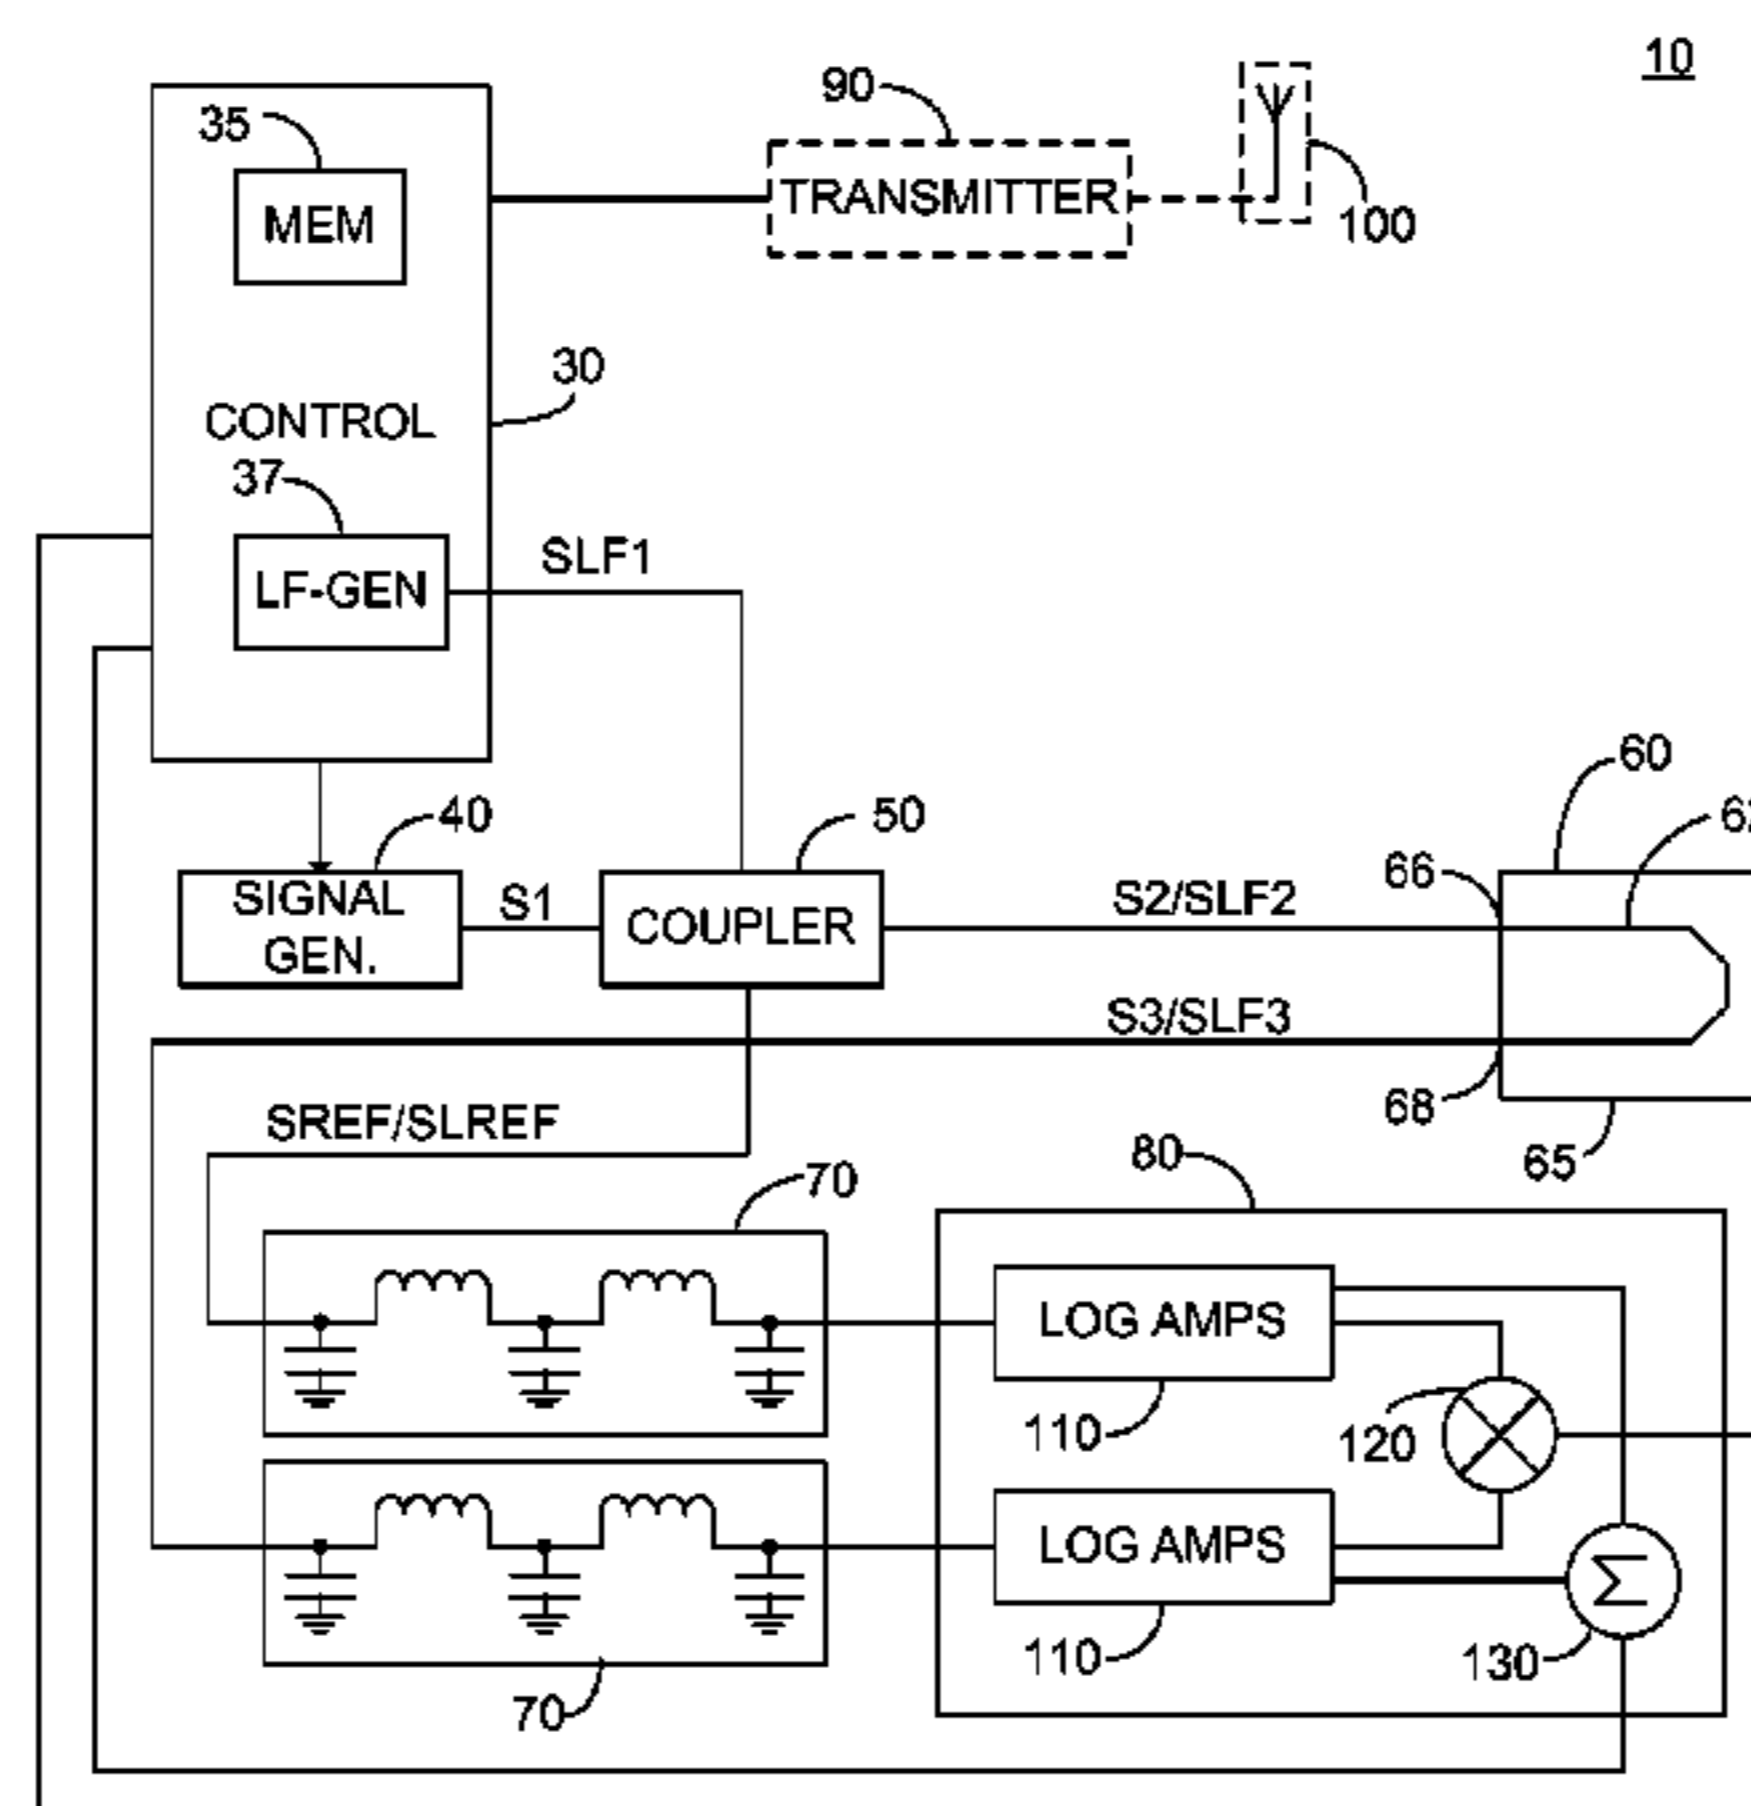 10
90
35
TRANSMITTER
MEM
100
30
CONTROL
37
SLF1
LF-GEN
60
40
50
66
SIGNAL
GEN.
S1
COUPLER
S2/SLF2
S3/SLF3
68
SREF/SLREF
65
80
70
LOG AMPS
110
120
LOG AMPS
110
130
Σ
70